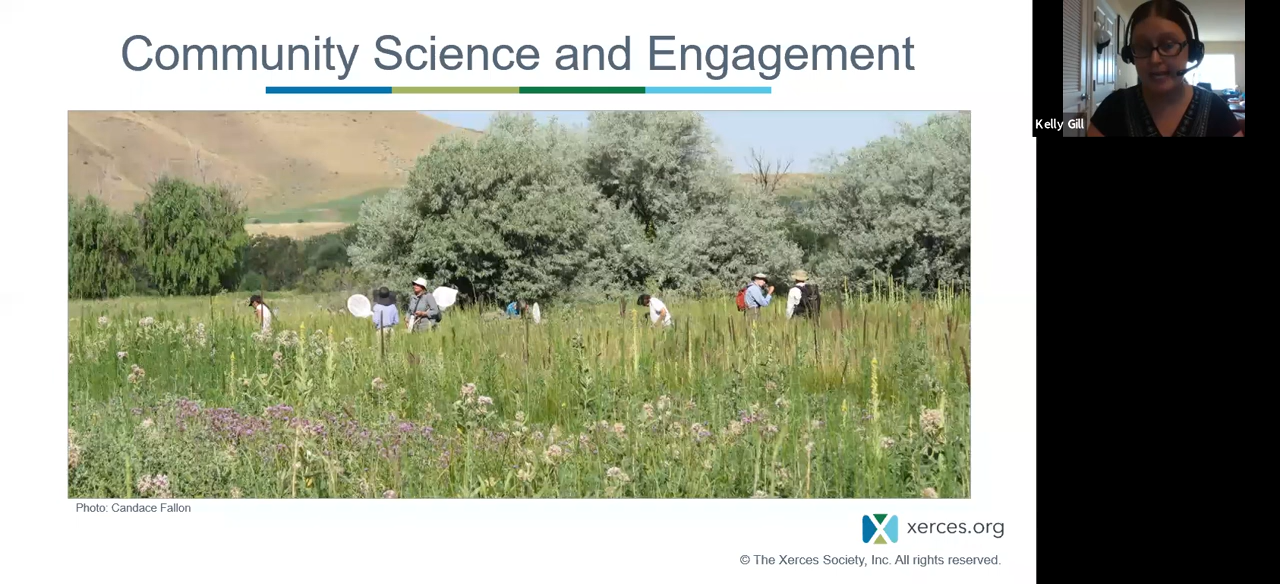 Community Science and Engagement
Kelly Gill
Photo: Candace Fallon
xerces.org
© The Xerces Society, Inc. All rights reserved.